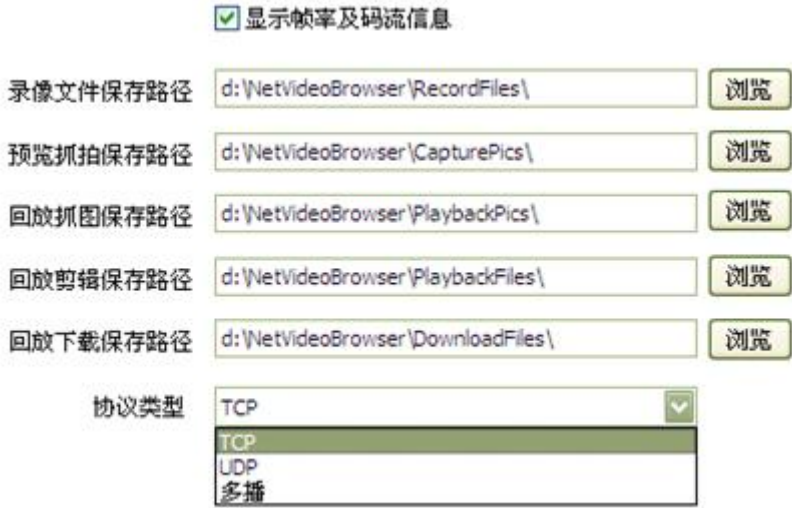 显示帧率及码流信息
录像文件保存路径 d:\NetVideoBrowser\RecordFiles\ 浏览
预览抓拍保存路径 d:\NetVideoBrowser\CapturePics\ 浏览
回放抓图保存路径 d:\NetVideoBrowser\PlaybackPics\ 浏览
回放剪辑保存路径 d:\NetVideoBrowser\PlaybackFiles\ 浏览
回放下载保存路径 d:\NetVideoBrowser\DownloadFiles\ 浏览
协议类型 TCP
TCP
UDP
多播